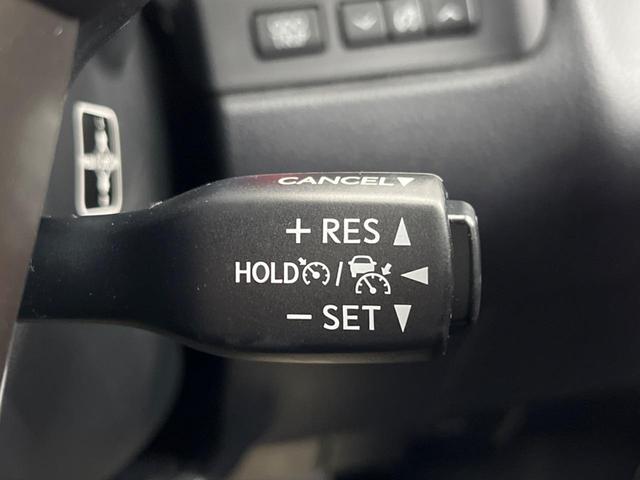 CANCEL▼
+ RES ▲
HOLD / ◀
− SET ▼